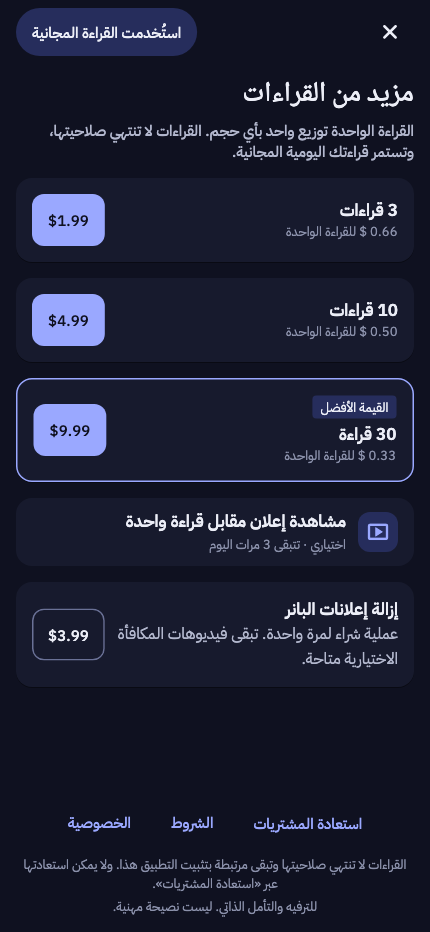 استُخدمت القراءة المجانية
مزيد من القراءات
القراءة الواحدة توزيع واحد بأي حجم. القراءات لا تنتهي صلاحيتها،
وتستمر قراءتك اليومية المجانية.
3 قراءات
0.66 $ للقراءة الواحدة
$1.99
10 قراءات
0.50 $ للقراءة الواحدة
$4.99
القيمة الأفضل
30 قراءة
0.33 $ للقراءة الواحدة
$9.99
مشاهدة إعلان مقابل قراءة واحدة
اختياري · تتبقى 3 مرات اليوم
إزالة إعلانات البانر
عملية شراء لمرة واحدة. تبقى فيديوهات المكافأة
الاختيارية متاحة.
$3.99
استعادة المشتريات
الشروط
الخصوصية
القراءات لا تنتهي صلاحيتها وتبقى مرتبطة بتثبيت التطبيق هذا. ولا يمكن استعادتها
عبر «استعادة المشتريات».
للترفيه والتأمل الذاتي. ليست نصيحة مهنية.